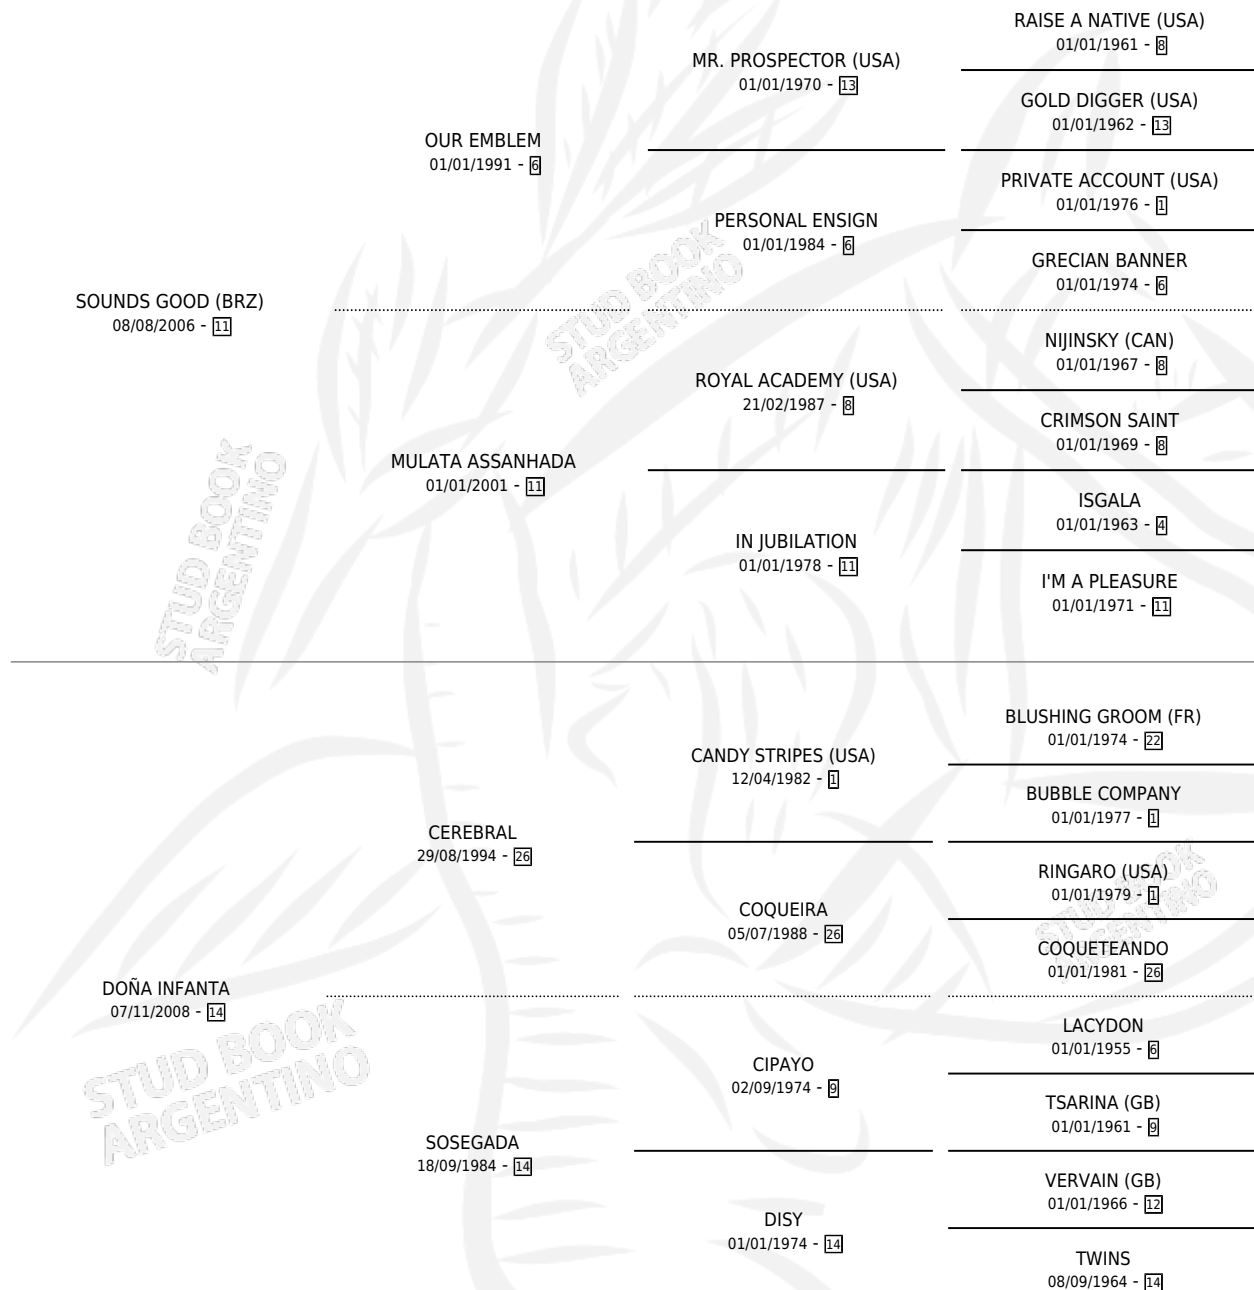 RAISE A NATIVE (USA)
01/01/1961 - 8
MR. PROSPECTOR (USA)
01/01/1970 - 13
GOLD DIGGER (USA)
01/01/1962 - 13
OUR EMBLEM
01/01/1991 - 6
PRIVATE ACCOUNT (USA)
01/01/1976 - 1
PERSONAL ENSIGN
01/01/1984 - 6
GRECIAN BANNER
01/01/1974 - 6
SOUNDS GOOD (BRZ)
08/08/2006 - 11
NIJINSKY (CAN)
01/01/1967 - 8
ROYAL ACADEMY (USA)
21/02/1987 - 8
CRIMSON SAINT
01/01/1969 - 8
MULATA ASSANHADA
01/01/2001 - 11
ISGALA
01/01/1963 - 4
IN JUBILATION
01/01/1978 - 11
I'M A PLEASURE
01/01/1971 - 11
BLUSHING GROOM (FR)
01/01/1974 - 22
CANDY STRIPES (USA)
12/04/1982 - 1
BUBBLE COMPANY
01/01/1977 - 1
CEREBRAL
29/08/1994 - 26
RINGARO (USA)
01/01/1979 - 1
COQUEIRA
05/07/1988 - 26
COQUETEANDO
01/01/1981 - 26
DOÑA INFANTA
07/11/2008 - 14
LACYDON
01/01/1955 - 6
CIPAYO
02/09/1974 - 9
TSARINA (GB)
01/01/1961 - 9
SOSEGADA
18/09/1984 - 14
VERVAIN (GB)
01/01/1966 - 12
DISY
01/01/1974 - 14
TWINS
08/09/1964 - 14
STUD BOOK
ARGENTINO
STUD BOOK
ARGENTINO
STUD BOOK
ARGENTINO
STUD BOOK
ARGENTINO